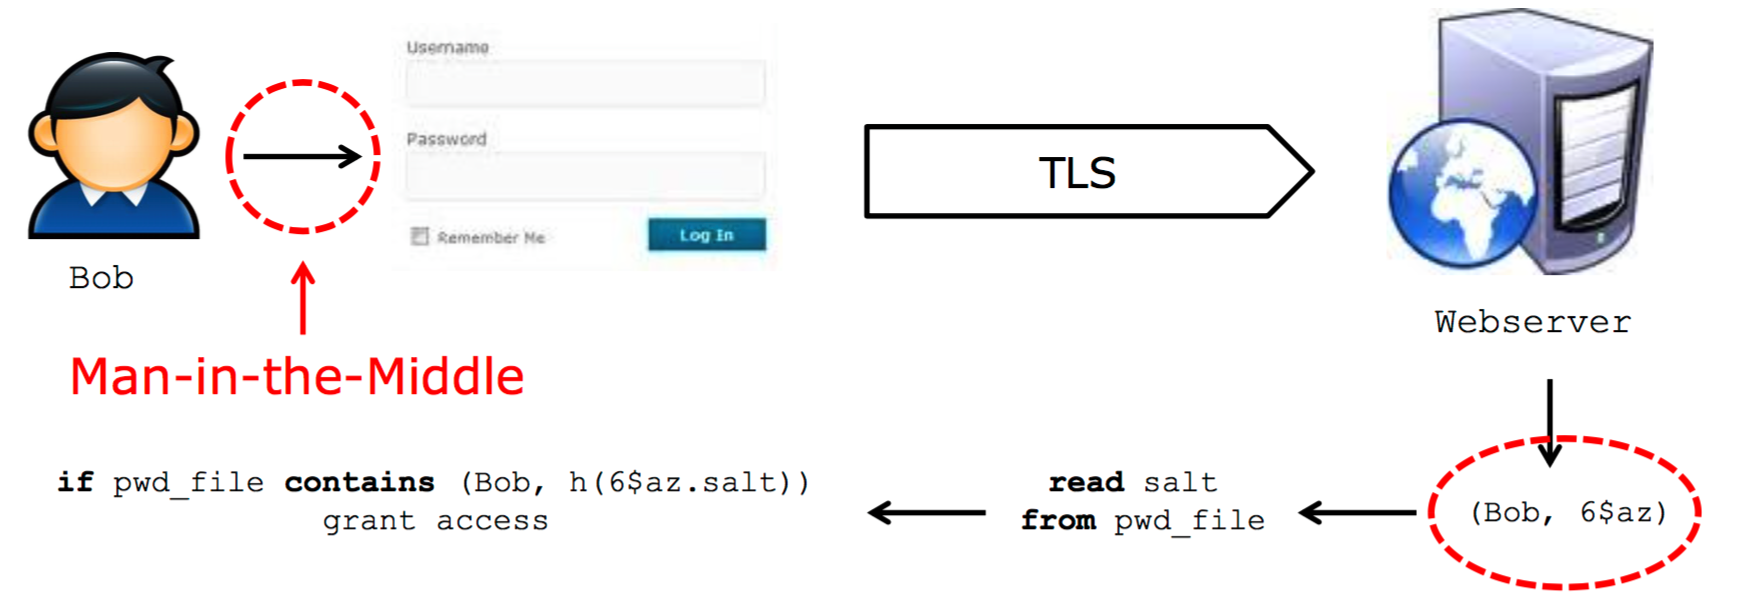 Username
Password
Remember Me
Log In
TLS
Bob
Webserver
Man-in-the-Middle
(Bob, 6$az)
read salt
from pwd_file
if pwd_file contains (Bob, h(6$az.salt))
grant access